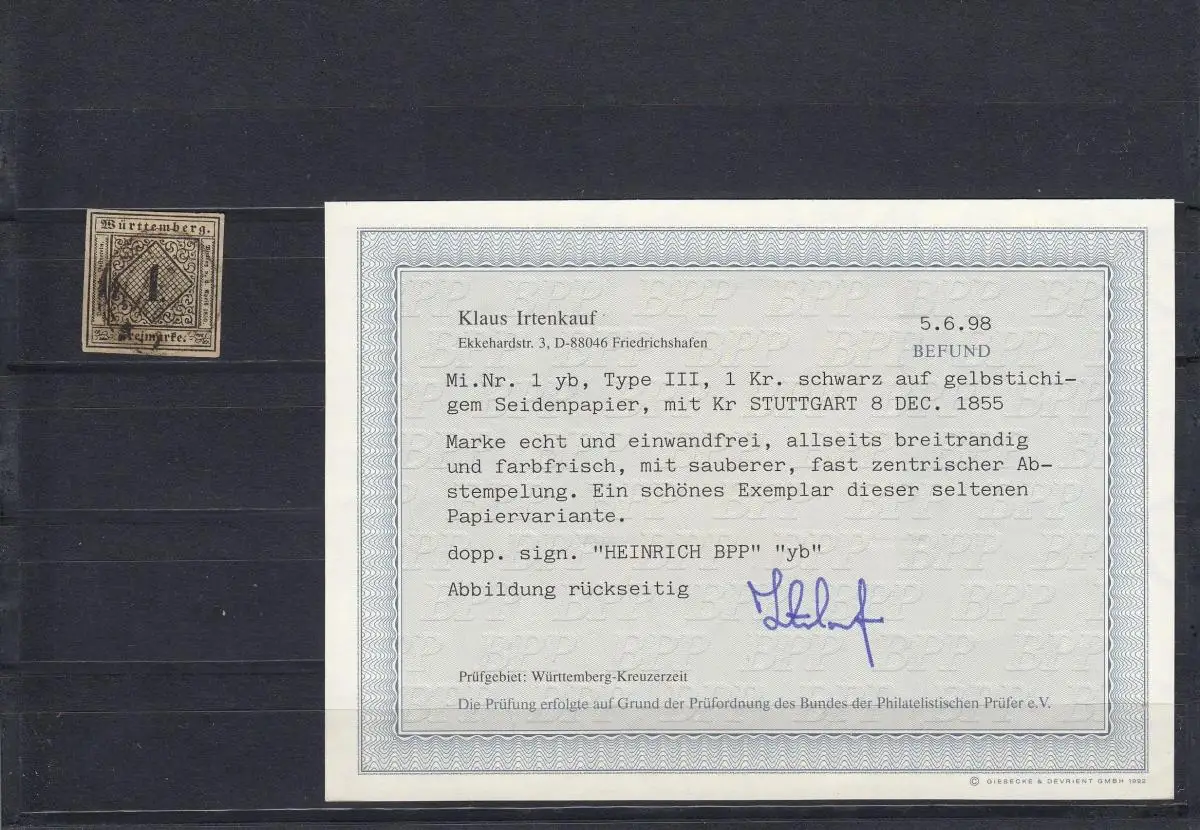 Württemberg.
1.
Freimarke.
Klaus Irtenkauf
Ekkehardstr. 3, D-88046 Friedrichshafen
5.6.98
BEFUND
Mi.Nr. 1 yb, Type III, 1 Kr. schwarz auf gelbstichi-
gem Seidenpapier, mit Kr STUTTGART 8 DEC. 1855
Marke echt und einwandfrei, allseits breitrandig
und farbfrisch, mit sauberer, fast zentrischer Ab-
stempelung. Ein schönes Exemplar dieser seltenen
Papiervariante.
dopp. sign. "HEINRICH BPP" "yb"
Abbildung rückseitig
Prüfgebiet: Württemberg-Kreuzerzeit
Die Prüfung erfolgte auf Grund der Prüfordnung des Bundes der Philatelistischen Prüfer e.V.
© GIESECKE & DEVRIENT GMBH 1992